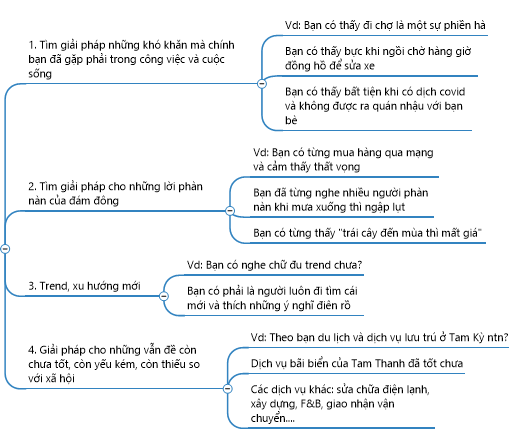 Vd: Bạn có thấy đi chợ là một sự phiền hà
1. Tìm giải pháp những khó khăn mà chính
bạn đã gặp phải trong công việc và cuộc
sống
Bạn có thấy bực khi ngồi chờ hàng giờ
đồng hồ để sửa xe
Bạn có thấy bất tiện khi có dịch covid
và không được ra quán nhậu với bạn
bè
2. Tìm giải pháp cho những lời phàn
nàn của đám đông
Vd: Bạn có từng mua hàng qua mạng
và cảm thấy thất vọng
Bạn đã từng nghe nhiều người phàn
nàn khi mưa xuống thì ngập lụt
Bạn có từng thấy "trái cây đến mùa thì mất giá"
3. Trend, xu hướng mới
Vd: Bạn có nghe chữ đu trend chưa?
Bạn có phải là người luôn đi tìm cái
mới và thích những ý nghĩ điên rồ
4. Giải pháp cho những vấn đề còn
chưa tốt, còn yếu kém, còn thiếu so
với xã hội
Vd: Theo bạn du lịch và dịch vụ lưu trú ở Tam Kỳ ntn?
Dịch vụ bãi biển của Tam Thanh đã tốt chưa
Các dịch vụ khác: sửa chữa điện lạnh,
xây dựng, F&B, giao nhận vận
chuyển....